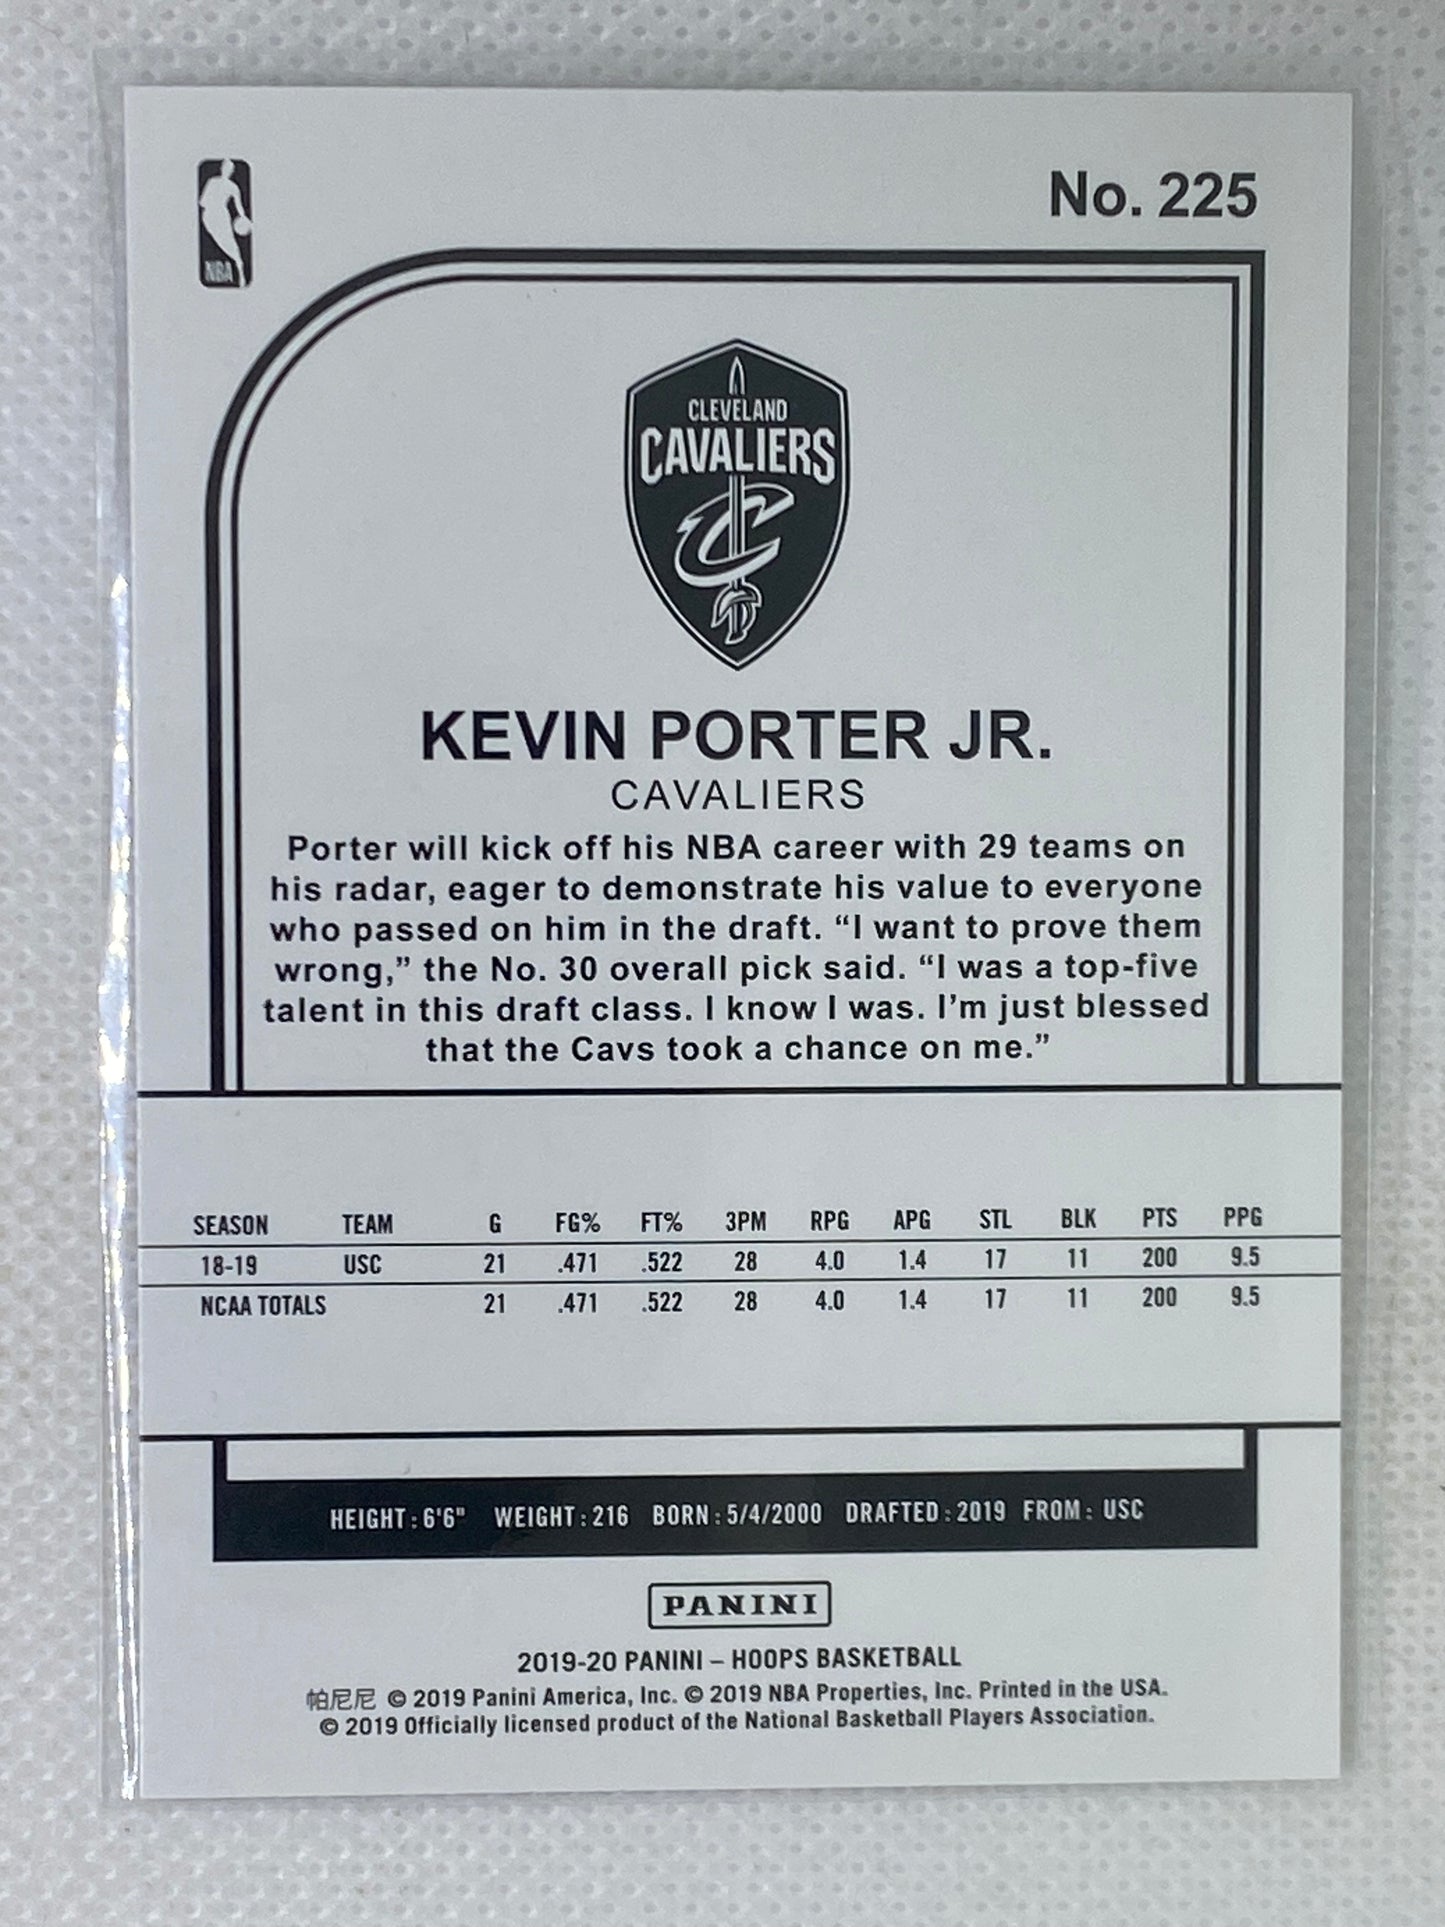 NBA
No. 225
CLEVELAND
CAVALIERS
C
KEVIN PORTER JR.
CAVALIERS
Porter will kick off his NBA career with 29 teams on
his radar, eager to demonstrate his value to everyone
who passed on him in the draft. “I want to prove them
wrong,” the No. 30 overall pick said. “I was a top-five
talent in this draft class. I know I was. I’m just blessed
that the Cavs took a chance on me.”
SEASON TEAM G FG% FT% 3PM RPG APG STL BLK PTS PPG
18-19 USC 21 .471 .522 28 4.0 1.4 17 11 200 9.5
NCAA TOTALS 21 .471 .522 28 4.0 1.4 17 11 200 9.5
HEIGHT: 6'6" WEIGHT: 216 BORN: 5/4/2000 DRAFTED: 2019 FROM: USC
PANINI
2019-20 PANINI – HOOPS BASKETBALL
帕尼尼 © 2019 Panini America, Inc. © 2019 NBA Properties, Inc. Printed in the USA.
© 2019 Officially licensed product of the National Basketball Players Association.